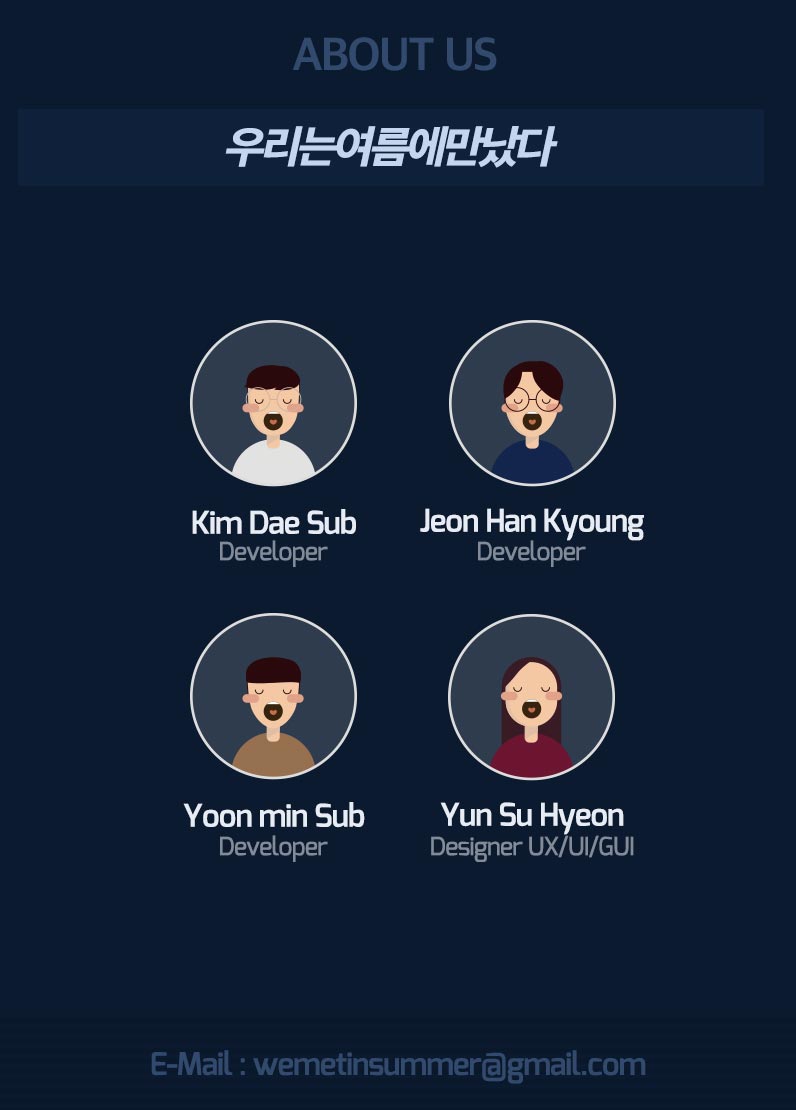 ABOUT US
우리는여름에만났다
Kim Dae Sub
Developer
Jeon Han Kyoung
Developer
Yoon min Sub
Developer
Yun Su Hyeon
Designer UX/UI/GUI
E-Mail : wemetinsummer@gmail.com